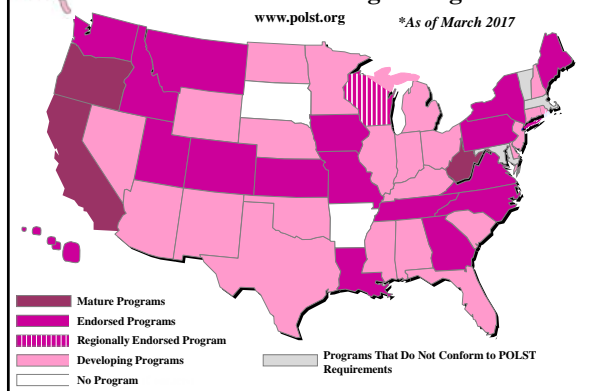 www.polst.org
*As of March 2017
Mature Programs
Endorsed Programs
Regionally Endorsed Program
Developing Programs
No Program
Programs That Do Not Conform to POLST
Requirements